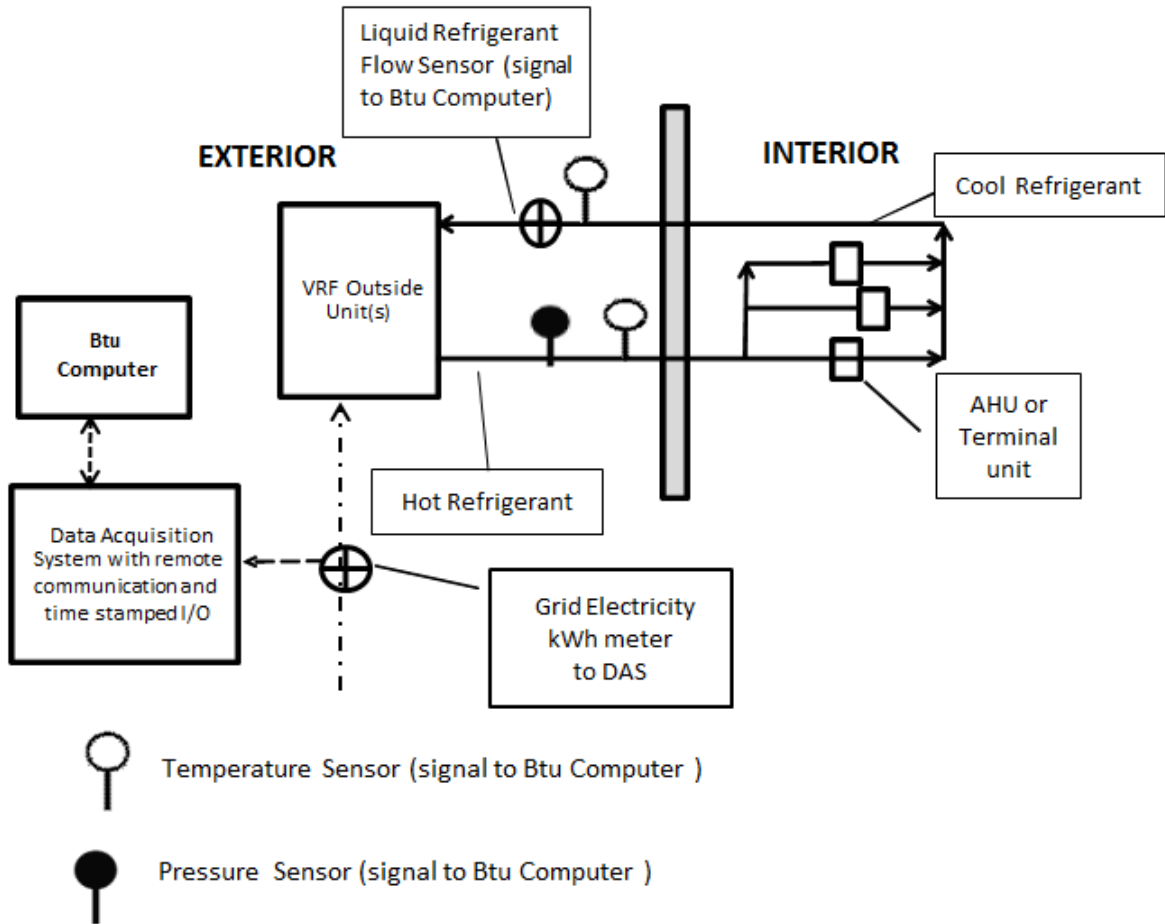 Liquid Refrigerant
Flow Sensor (signal
to Btu Computer)
EXTERIOR
INTERIOR
Cool Refrigerant
VRF Outside
Unit(s)
Btu
Computer
AHU or
Terminal
unit
Hot Refrigerant
Data Acquisition
System with remote
communication and
time stamped I/O
Grid Electricity
kWh meter
to DAS
Temperature Sensor (signal to Btu Computer )
Pressure Sensor (signal to Btu Computer )